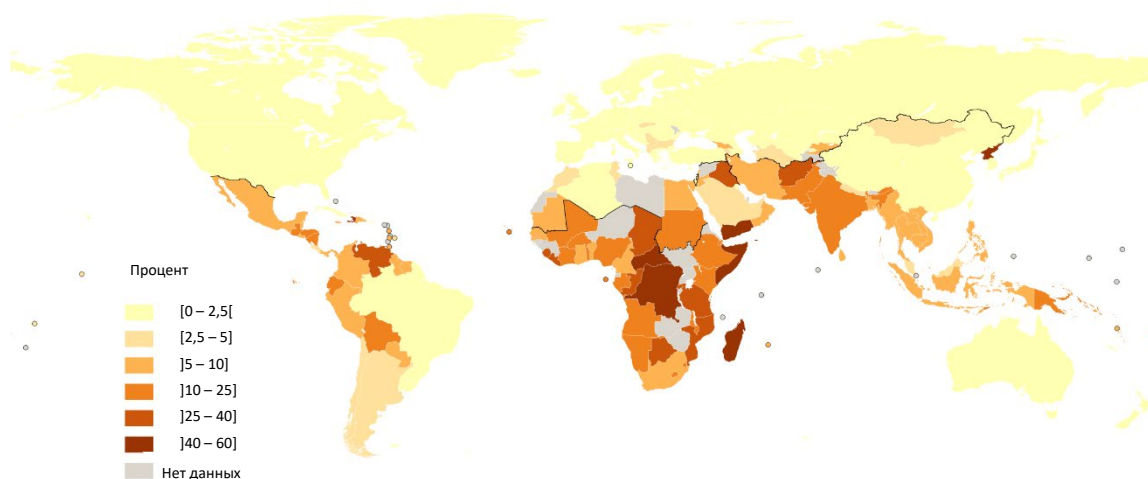 Процент
[0 – 2,5[
[2,5 – 5]
]5 – 10]
]10 – 25]
]25 – 40]
]40 – 60]
Нет данных